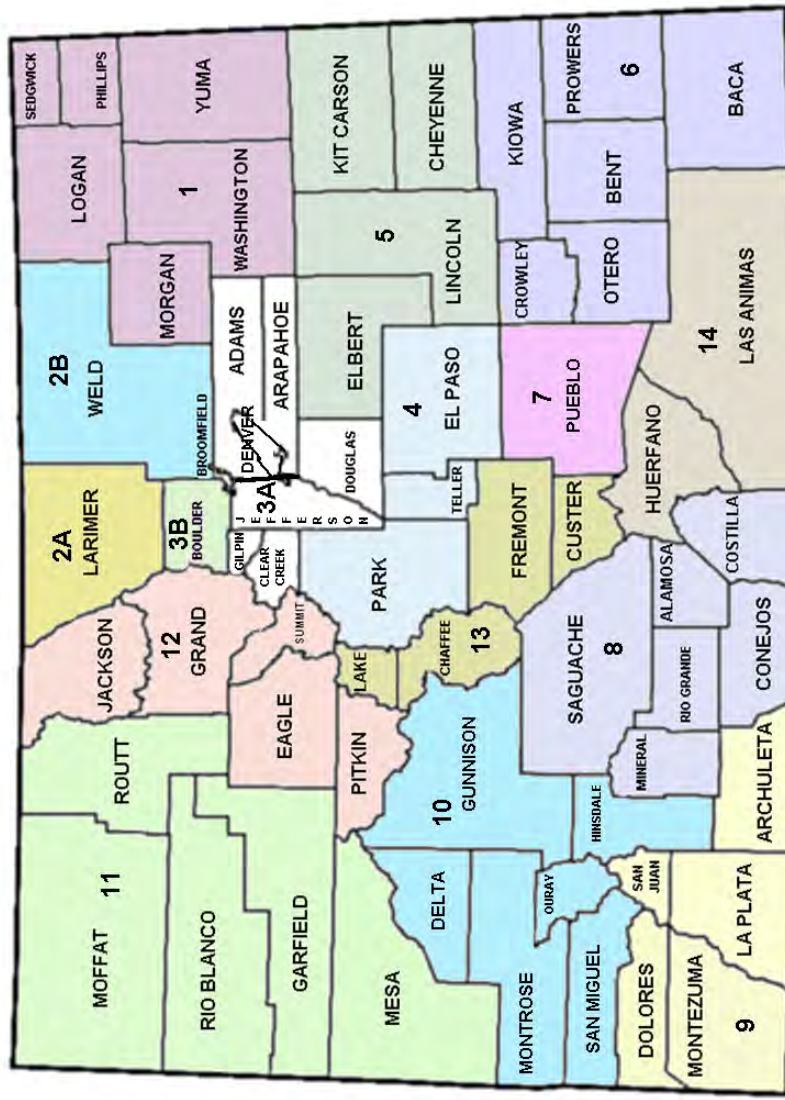 SEDGWICK
PHILLIPS
LOGAN
2A
LARIMER
2B
WELD
JACKSON
ROUTT
MOFFAT
11
MORGAN
1
WASHINGTON
YUMA
12
GRAND
3B
BOULDER
BROOMFIELD
RIO BLANCO
GILPIN
CLEAR
CREEK
JEFFERSON
3A
DENVER
ADAMS
ARAPAHOE
GARFIELD
EAGLE
SUMMIT
DOUGLAS
ELBERT
5
LINCOLN
KIT CARSON
PITKIN
LAKE
PARK
MESA
TELLER
4
EL PASO
CHEYENNE
DELTA
10
GUNNISON
CHAFFEE
13
FREMONT
KIOWA
CROWLEY
7
PUEBLO
MONTROSE
OURAY
SAGUACHE
8
CUSTER
OTERO
BENT
PROWERS
6
SAN MIGUEL
HINSDALE
MINERAL
RIO GRANDE
ALAMOSA
HUERFANO
DOLORES
SAN
JUAN
14
LAS ANIMAS
BACA
MONTEZUMA
9
LA PLATA
ARCHULETA
CONEJOS
COSTILLA